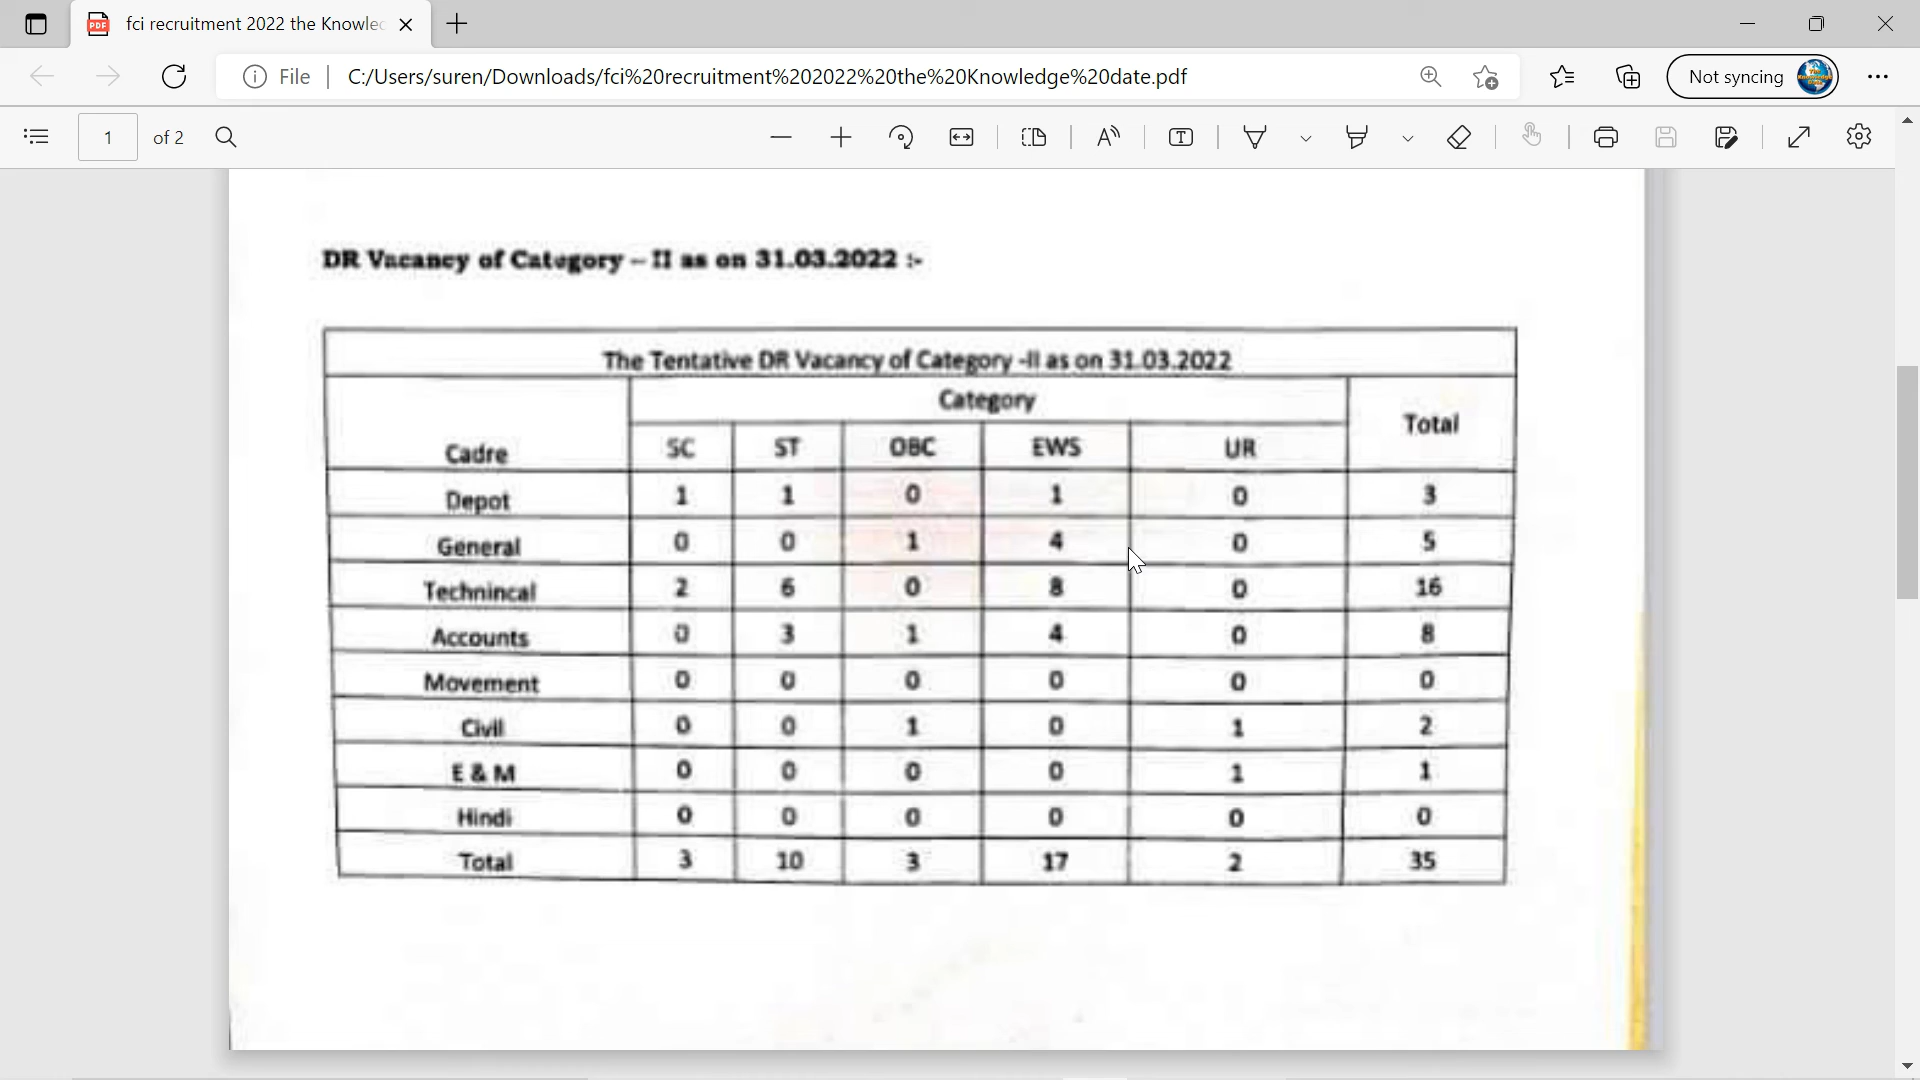 fci recruitment 2022 the Knowled
File
C:/Users/suren/Downloads/fci%20recruitment%202022%20the%20Knowledge%20date.pdf
Not syncing
1 of 2
DR Vacancy of Category – II as on 31.03.2022 :-
The Tentative DR Vacancy of Category -II as on 31.03.2022
Category
Total
Cadre SC ST OBC EWS UR
Depot 1 1 0 1 0 3
General 0 0 1 4 0 5
Technincal 2 6 0 8 0 16
Accounts 0 3 1 4 0 8
Movement 0 0 0 0 0 0
Civil 0 0 1 0 1 2
E & M 0 0 0 0 1 1
Hindi 0 0 0 0 0 0
Total 3 10 3 17 2 35